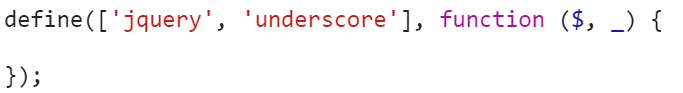 define(['jquery', 'underscore'], function ($, _) {
});